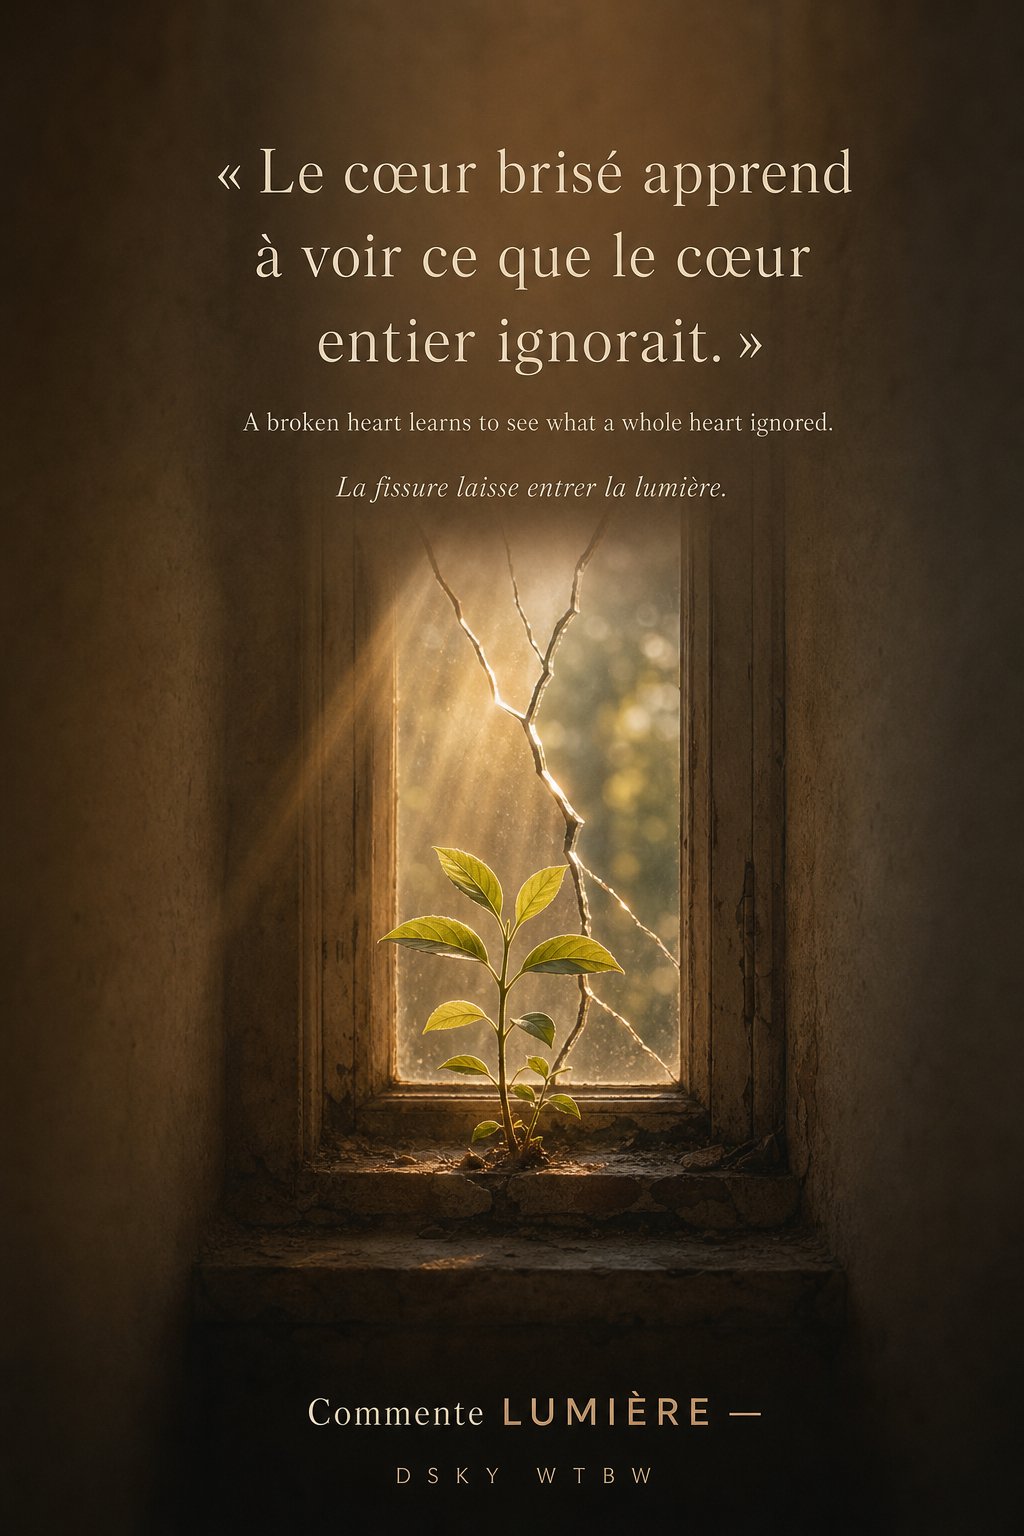 « Le cœur brisé apprend
à voir ce que le cœur
entier ignorait. »
A broken heart learns to see what a whole heart ignored.
La fissure laisse entrer la lumière.
Commente LUMIÈRE —
DSKY WTBW